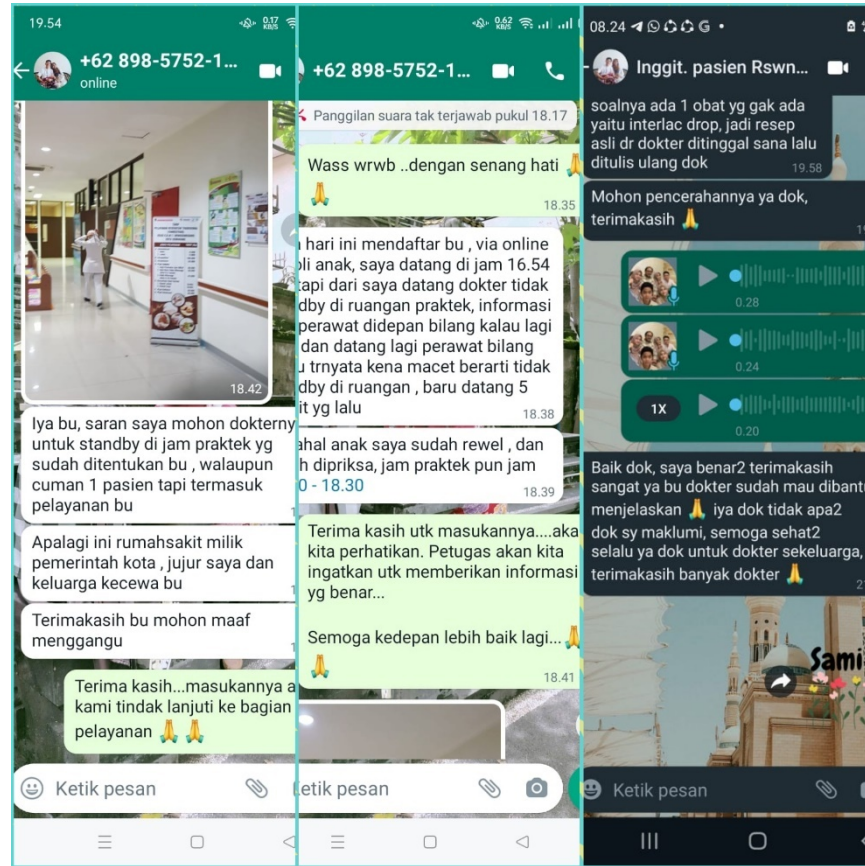 19.54
0.17
KB/S
+62 898-5752-1...
online
18.42
Iya bu, saran saya mohon dokterny
untuk standby di jam praktek yg
sudah ditentukan bu , walaupun
cuman 1 pasien tapi termasuk
pelayanan bu
Apalagi ini rumahsakit milik
pemerintah kota , jujur saya dan
keluarga kecewa bu
Terimakasih bu mohon maaf
menggangu
Terima kasih...masukannya a
kami tindak lanjuti ke bagian
pelayanan 🙏 🙏
Ketik pesan
0.62
KB/S
+62 898-5752-1...
Panggilan suara tak terjawab pukul 18.17
Wass wrwb ..dengan senang hati 🙏
🙏
18.35
hari ini mendaftar bu , via online
oli anak, saya datang di jam 16.54
tapi dari saya datang dokter tidak
dby di ruangan praktek, informasi
perawat didepan bilang kalau lagi
dan datang lagi perawat bilang
u trnyata kena macet berarti tidak
dby di ruangan , baru datang 5
it yg lalu
18.38
ahal anak saya sudah rewel , dan
h dipriksa, jam praktek pun jam
0 - 18.30
18.39
Terima kasih utk masukannya....aka
kita perhatikan. Petugas akan kita
ingatkan utk memberikan informasi
yg benar...
Semoga kedepan lebih baik lagi... 🙏
🙏
18.41
etik pesan
08.24
G
Inggit. pasien Rswn...
soalnya ada 1 obat yg gak ada
yaitu interlac drop, jadi resep
asli dr dokter ditinggal sana lalu
ditulis ulang dok
19.58
Mohon pencerahannya ya dok,
terimakasih 🙏
0.28
0.24
1X
0.20
Baik dok, saya benar2 terimakasih
sangat ya bu dokter sudah mau dibantu
menjelaskan 🙏 iya dok tidak apa2
dok sy maklumi, semoga sehat2
selalu ya dok untuk dokter sekeluarga,
terimakasih banyak dokter 🙏
Sami
Ketik pesan